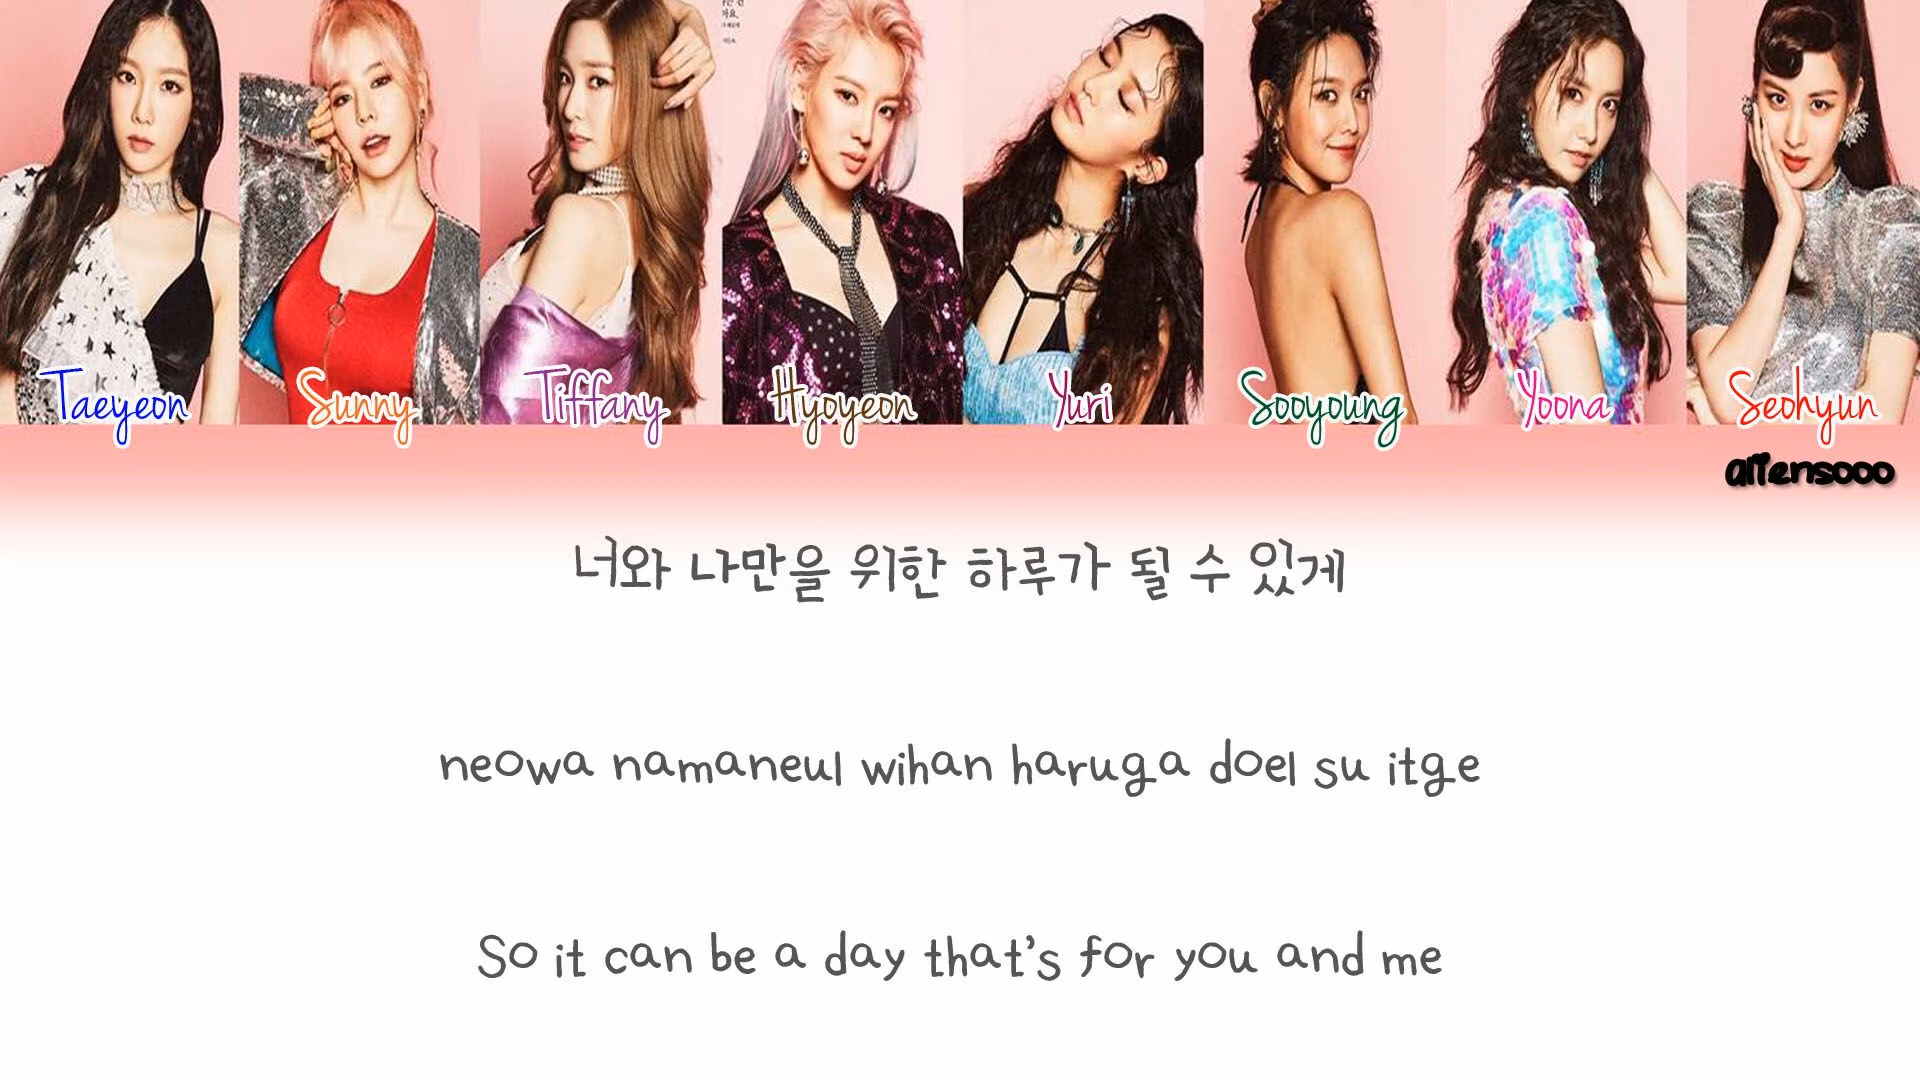 Taeyeon Sunny Tiffany Hyoyeon Yuri Sooyoung Yoona Seohyun
aliensooo
너와 나만을 위한 하루가 될 수 있게
neowa namaneul wihan haruga doel su itge
So it can be a day that's for you and me